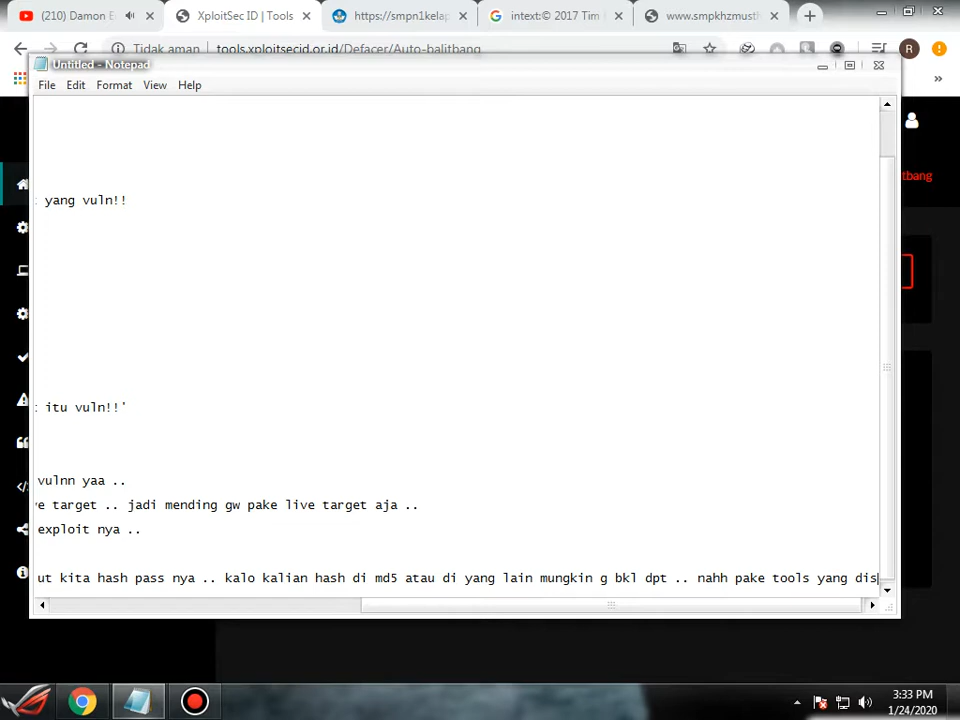 (210) Damon E
XploitSec ID | Tools
https://smpn1kelap
intext:© 2017 Tim
www.smpkhzmusth
Tidak aman
tools.xploitsecid.or.id/Defacer/Auto-balitbang
R
Untitled - Notepad
File Edit Format View Help
yang vuln!!
itbang
itu vuln!!'
vulnn yaa ..
e target .. jadi mending gw pake live target aja ..
exploit nya ..
ut kita hash pass nya .. kalo kalian hash di md5 atau di yang lain mungkin g bkl dpt .. nahh pake tools yang dis
3:33 PM
1/24/2020